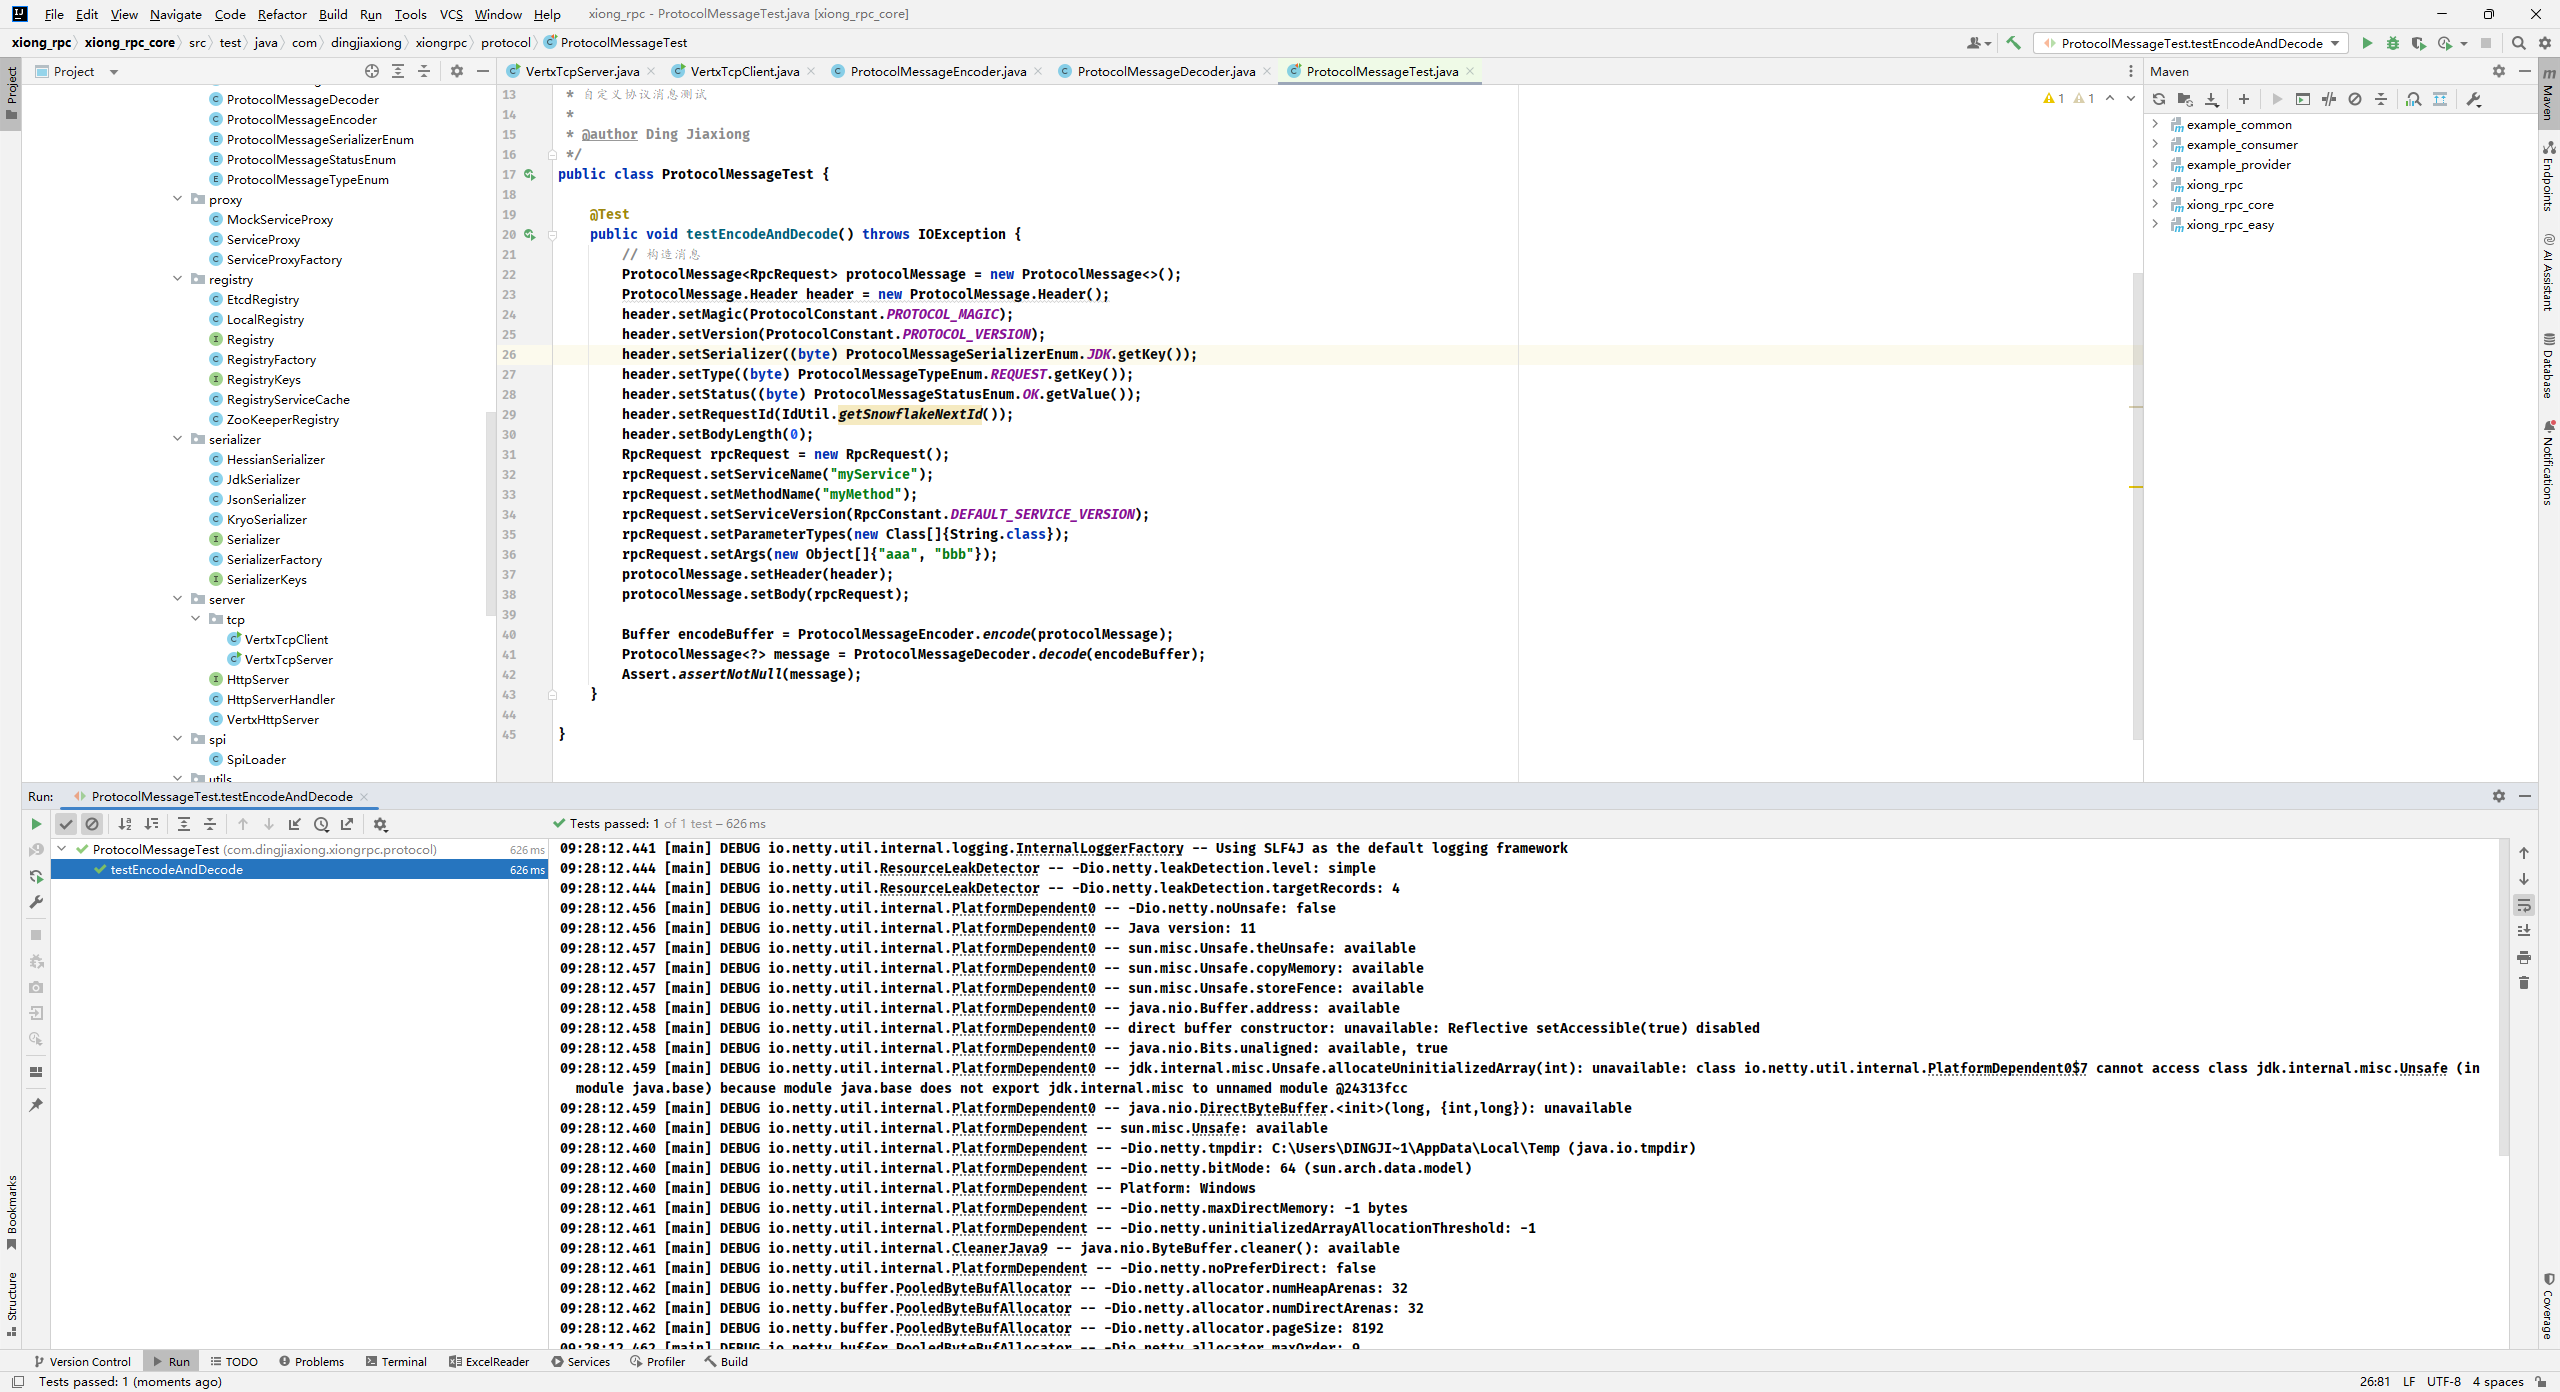 File Edit View Navigate Code Refactor Build Run Tools VCS Window Help xiong_rpc - ProtocolMessageTest.java [xiong_rpc_core]
xiong_rpc xiong_rpc_core src test java com dingjiaxiong xiongrpc protocol ProtocolMessageTest
ProtocolMessageTest.testEncodeAndDecode
Project
Project
VertxTcpServer.java VertxTcpClient.java ProtocolMessageEncoder.java ProtocolMessageDecoder.java ProtocolMessageTest.java
Maven
ProtocolMessageDecoder
ProtocolMessageEncoder
ProtocolMessageSerializerEnum
ProtocolMessageStatusEnum
ProtocolMessageTypeEnum
proxy
MockServiceProxy
ServiceProxy
ServiceProxyFactory
registry
EtcdRegistry
LocalRegistry
Registry
RegistryFactory
RegistryKeys
RegistryServiceCache
ZooKeeperRegistry
serializer
HessianSerializer
JdkSerializer
JsonSerializer
KryoSerializer
Serializer
SerializerFactory
SerializerKeys
server
tcp
VertxTcpClient
VertxTcpServer
HttpServer
HttpServerHandler
VertxHttpServer
spi
SpiLoader
utils
1 1
13 * 自定义协议消息测试
14 *
15 * @author Ding Jiaxiong
16 */
17 public class ProtocolMessageTest {
18
19 @Test
20 public void testEncodeAndDecode() throws IOException {
21 // 构造消息
22 ProtocolMessage<RpcRequest> protocolMessage = new ProtocolMessage<>();
23 ProtocolMessage.Header header = new ProtocolMessage.Header();
24 header.setMagic(ProtocolConstant.PROTOCOL_MAGIC);
25 header.setVersion(ProtocolConstant.PROTOCOL_VERSION);
26 header.setSerializer((byte) ProtocolMessageSerializerEnum.JDK.getKey());
27 header.setType((byte) ProtocolMessageTypeEnum.REQUEST.getKey());
28 header.setStatus((byte) ProtocolMessageStatusEnum.OK.getValue());
29 header.setRequestId(IdUtil.getSnowflakeNextId());
30 header.setBodyLength(0);
31 RpcRequest rpcRequest = new RpcRequest();
32 rpcRequest.setServiceName("myService");
33 rpcRequest.setMethodName("myMethod");
34 rpcRequest.setServiceVersion(RpcConstant.DEFAULT_SERVICE_VERSION);
35 rpcRequest.setParameterTypes(new Class[]{String.class});
36 rpcRequest.setArgs(new Object[]{"aaa", "bbb"});
37 protocolMessage.setHeader(header);
38 protocolMessage.setBody(rpcRequest);
39
40 Buffer encodeBuffer = ProtocolMessageEncoder.encode(protocolMessage);
41 ProtocolMessage<?> message = ProtocolMessageDecoder.decode(encodeBuffer);
42 Assert.assertNotNull(message);
43 }
44
45 }
example_common
example_consumer
example_provider
xiong_rpc
xiong_rpc_core
xiong_rpc_easy
Maven
Endpoints
AI Assistant
Database
Notifications
Coverage
Bookmarks
Structure
Run: ProtocolMessageTest.testEncodeAndDecode
Tests passed: 1 of 1 test – 626 ms
ProtocolMessageTest (com.dingjiaxiong.xiongrpc.protocol) 626 ms
testEncodeAndDecode 626 ms
09:28:12.441 [main] DEBUG io.netty.util.internal.logging.InternalLoggerFactory -- Using SLF4J as the default logging framework
09:28:12.444 [main] DEBUG io.netty.util.ResourceLeakDetector -- -Dio.netty.leakDetection.level: simple
09:28:12.444 [main] DEBUG io.netty.util.ResourceLeakDetector -- -Dio.netty.leakDetection.targetRecords: 4
09:28:12.456 [main] DEBUG io.netty.util.internal.PlatformDependent0 -- -Dio.netty.noUnsafe: false
09:28:12.456 [main] DEBUG io.netty.util.internal.PlatformDependent0 -- Java version: 11
09:28:12.457 [main] DEBUG io.netty.util.internal.PlatformDependent0 -- sun.misc.Unsafe.theUnsafe: available
09:28:12.457 [main] DEBUG io.netty.util.internal.PlatformDependent0 -- sun.misc.Unsafe.copyMemory: available
09:28:12.457 [main] DEBUG io.netty.util.internal.PlatformDependent0 -- sun.misc.Unsafe.storeFence: available
09:28:12.458 [main] DEBUG io.netty.util.internal.PlatformDependent0 -- java.nio.Buffer.address: available
09:28:12.458 [main] DEBUG io.netty.util.internal.PlatformDependent0 -- direct buffer constructor: unavailable: Reflective setAccessible(true) disabled
09:28:12.458 [main] DEBUG io.netty.util.internal.PlatformDependent0 -- java.nio.Bits.unaligned: available, true
09:28:12.459 [main] DEBUG io.netty.util.internal.PlatformDependent0 -- jdk.internal.misc.Unsafe.allocateUninitializedArray(int): unavailable: class io.netty.util.internal.PlatformDependent0$7 cannot access class jdk.internal.misc.Unsafe (in
module java.base) because module java.base does not export jdk.internal.misc to unnamed module @24313fcc
09:28:12.459 [main] DEBUG io.netty.util.internal.PlatformDependent0 -- java.nio.DirectByteBuffer.<init>(long, {int,long}): unavailable
09:28:12.460 [main] DEBUG io.netty.util.internal.PlatformDependent -- sun.misc.Unsafe: available
09:28:12.460 [main] DEBUG io.netty.util.internal.PlatformDependent -- -Dio.netty.tmpdir: C:\Users\DINGJI~1\AppData\Local\Temp (java.io.tmpdir)
09:28:12.460 [main] DEBUG io.netty.util.internal.PlatformDependent -- -Dio.netty.bitMode: 64 (sun.arch.data.model)
09:28:12.460 [main] DEBUG io.netty.util.internal.PlatformDependent -- Platform: Windows
09:28:12.461 [main] DEBUG io.netty.util.internal.PlatformDependent -- -Dio.netty.maxDirectMemory: -1 bytes
09:28:12.461 [main] DEBUG io.netty.util.internal.PlatformDependent -- -Dio.netty.uninitializedArrayAllocationThreshold: -1
09:28:12.461 [main] DEBUG io.netty.util.internal.CleanerJava9 -- java.nio.ByteBuffer.cleaner(): available
09:28:12.461 [main] DEBUG io.netty.util.internal.PlatformDependent -- -Dio.netty.noPreferDirect: false
09:28:12.462 [main] DEBUG io.netty.buffer.PooledByteBufAllocator -- -Dio.netty.allocator.numHeapArenas: 32
09:28:12.462 [main] DEBUG io.netty.buffer.PooledByteBufAllocator -- -Dio.netty.allocator.numDirectArenas: 32
09:28:12.462 [main] DEBUG io.netty.buffer.PooledByteBufAllocator -- -Dio.netty.allocator.pageSize: 8192
09:28:12.462 [main] DEBUG io.netty.buffer.PooledByteBufAllocator -- -Dio.netty.allocator.maxOrder: 9
Version Control Run TODO Problems Terminal ExcelReader Services Profiler Build
Tests passed: 1 (moments ago) 26:81 LF UTF-8 4 spaces